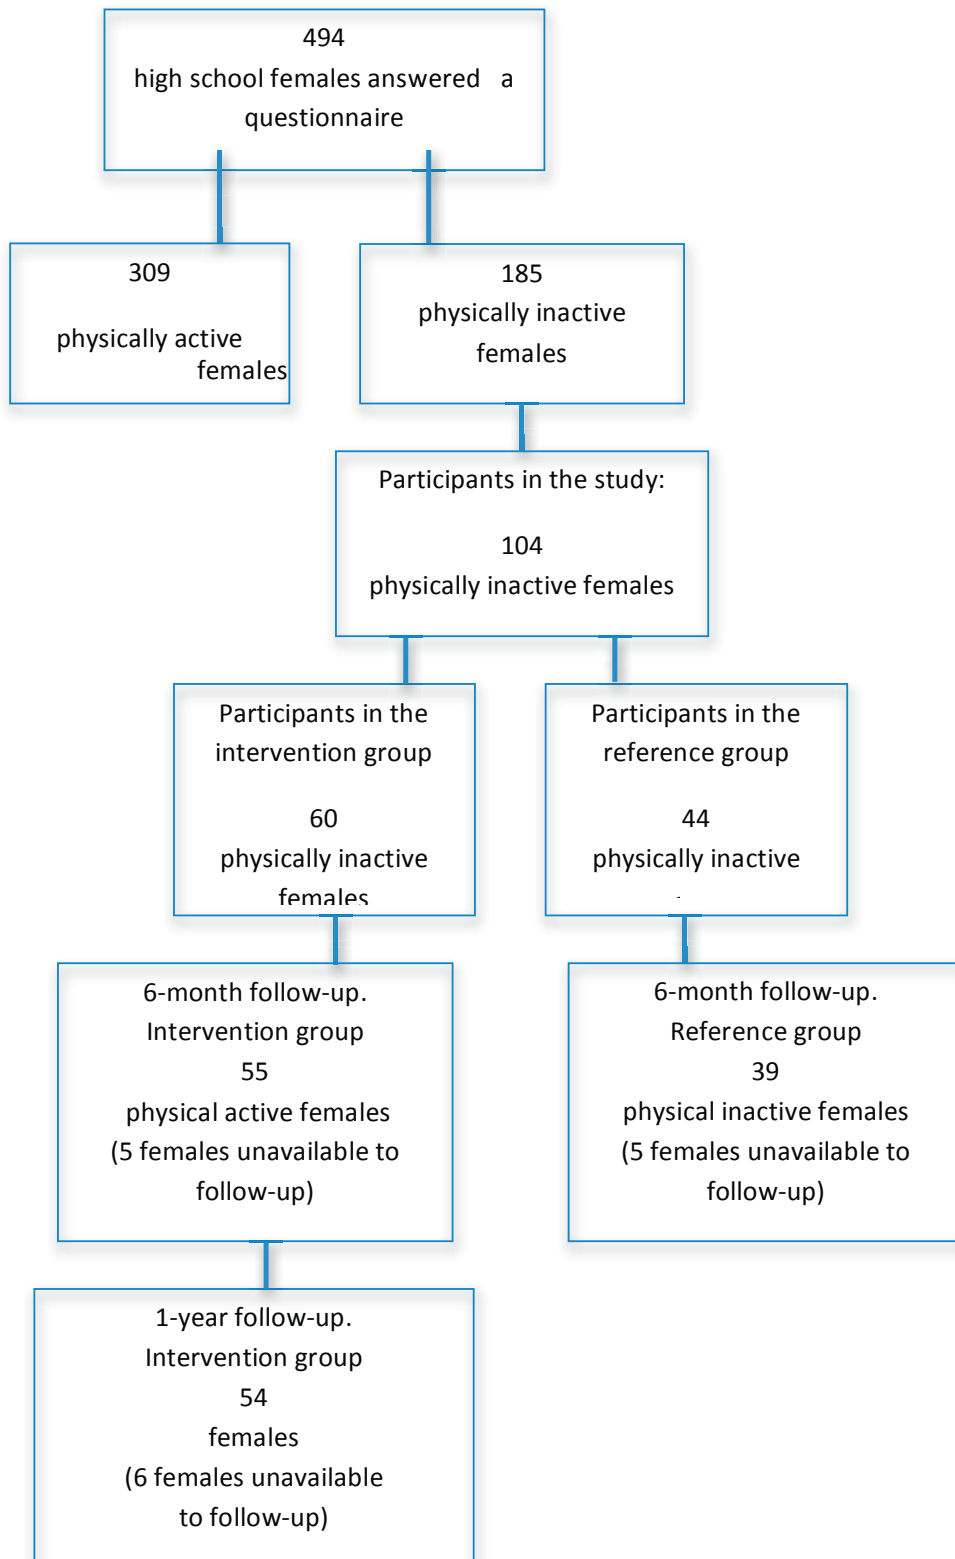 494
high school females answered a
questionnaire
309
physically active
females
185
physically inactive
females
Participants in the study:
104
physically inactive females
Participants in the
intervention group
60
physically inactive
females
Participants in the
reference group
44
physically inactive
6-month follow-up.
Intervention group
55
physical active females
(5 females unavailable to
follow-up)
6-month follow-up.
Reference group
39
physical inactive females
(5 females unavailable to
follow-up)
1-year follow-up.
Intervention group
54
females
(6 females unavailable
to follow-up)